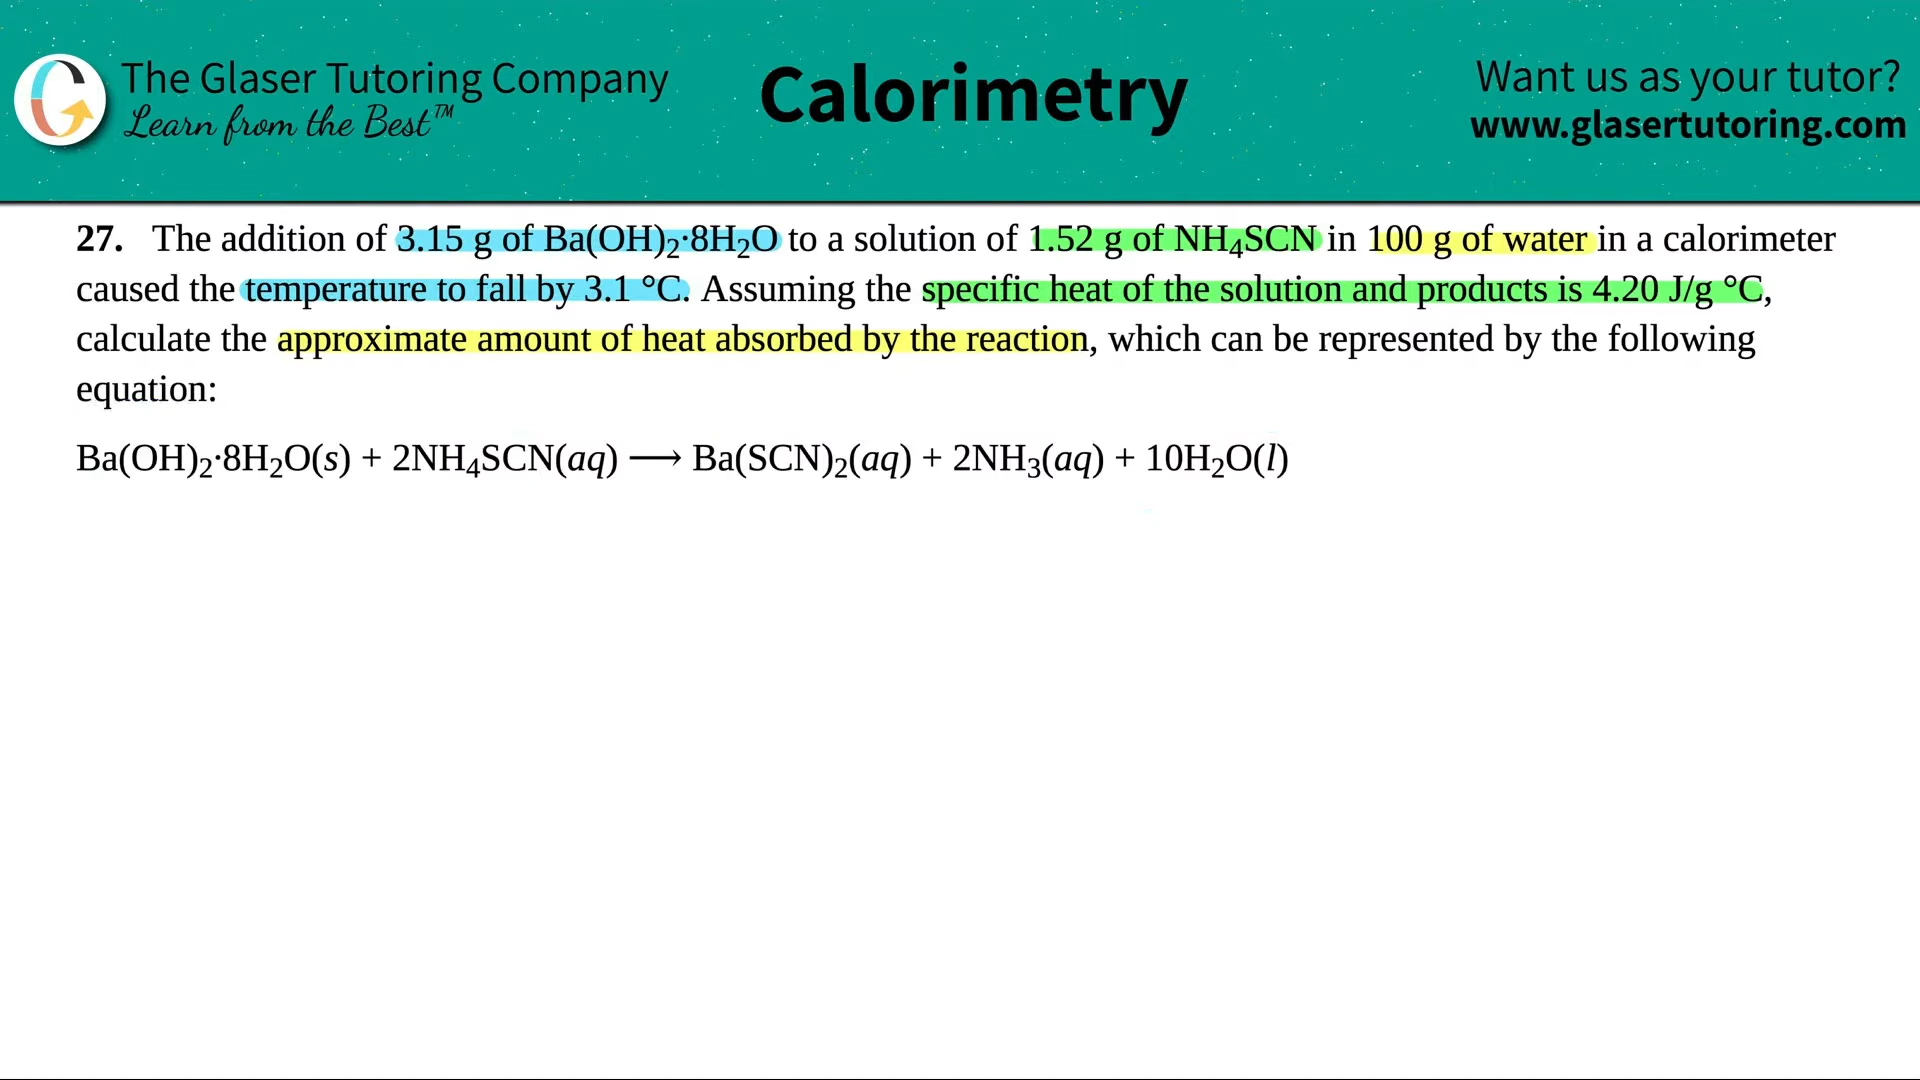 The Glaser Tutoring Company
Learn from the Best™
Calorimetry
Want us as your tutor?
www.glasertutoring.com
27. The addition of 3.15 g of Ba(OH)₂·8H₂O to a solution of 1.52 g of NH₄SCN in 100 g of water in a calorimeter
caused the temperature to fall by 3.1 °C. Assuming the specific heat of the solution and products is 4.20 J/g °C,
calculate the approximate amount of heat absorbed by the reaction, which can be represented by the following
equation:
Ba(OH)₂·8H₂O(s) + 2NH₄SCN(aq) ⟶ Ba(SCN)₂(aq) + 2NH₃(aq) + 10H₂O(l)